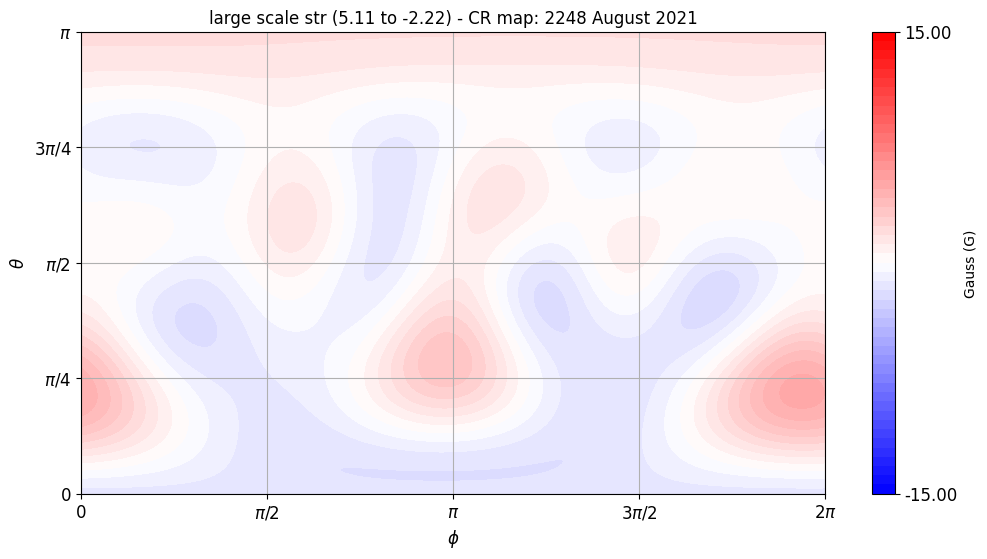 large scale str (5.11 to -2.22) - CR map: 2248 August 2021
π
3π/4
π/2
π/4
0
θ
0
π/2
π
3π/2
2π
ϕ
15.00
-15.00
Gauss (G)